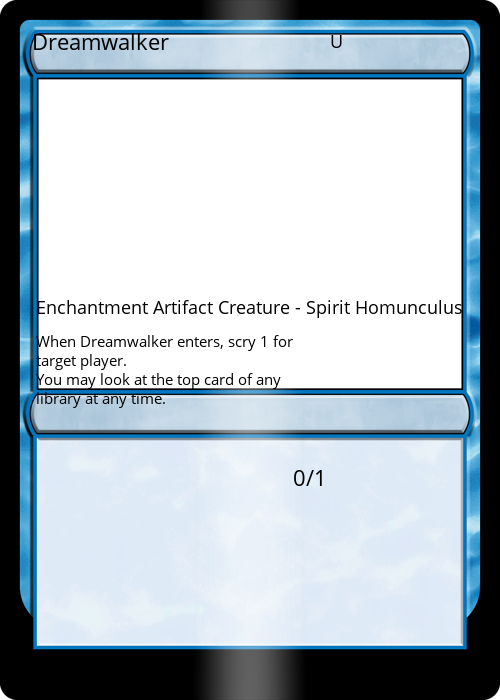 Dreamwalker U
Enchantment Artifact Creature - Spirit Homunculus
When Dreamwalker enters, scry 1 for
target player.
You may look at the top card of any
library at any time.
0/1